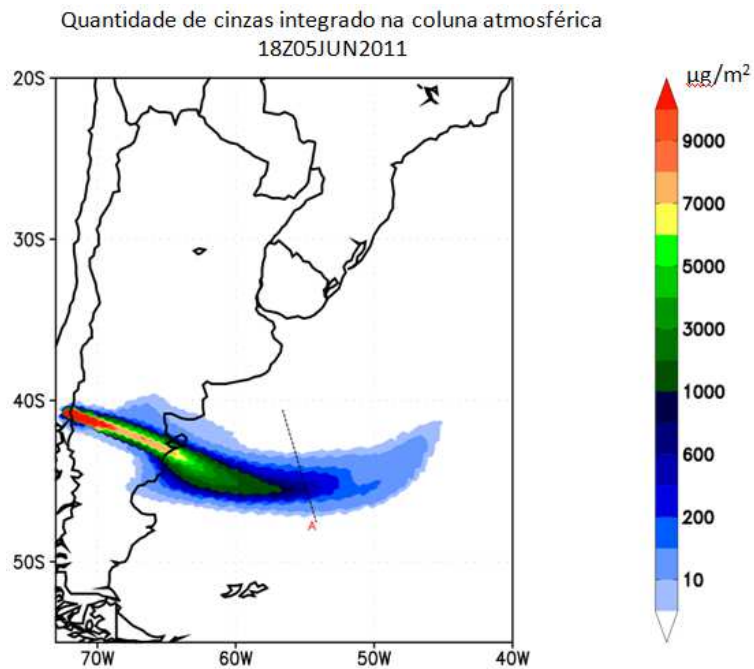 Quantidade de cinzas integrado na coluna atmosférica
18Z05JUN2011
µg/m²
20S
30S
40S
50S
70W
60W
50W
40W
A
9000
7000
5000
3000
1000
600
200
10